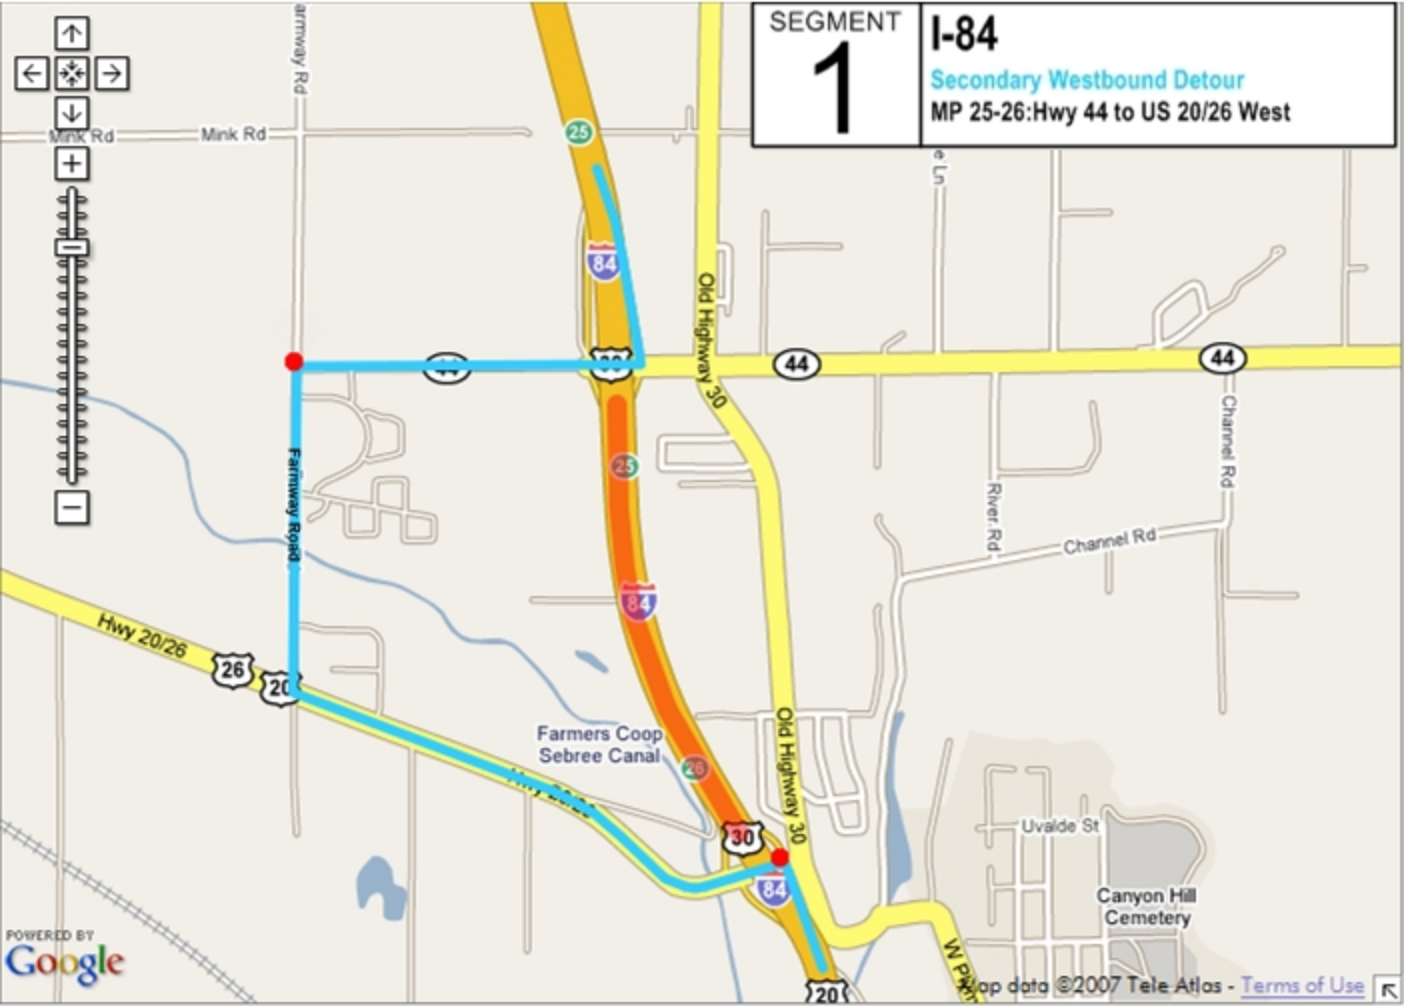 SEGMENT
1
I-84
Secondary Westbound Detour
MP 25-26:Hwy 44 to US 20/26 West
armway Rd
Mink Rd
Mink Rd
25
e Ln
84
Old Highway 30
44
44
44
Farmway Road
25
Channel Rd
River Rd
Channel Rd
84
Hwy 20/26
26
20
Farmers Coop
Sebree Canal
26
Old Highway 30
30
84
Uvalde St
Canyon Hill
Cemetery
20
POWERED BY
Google
Map data ©2007 Tele Atlas - Terms of Use